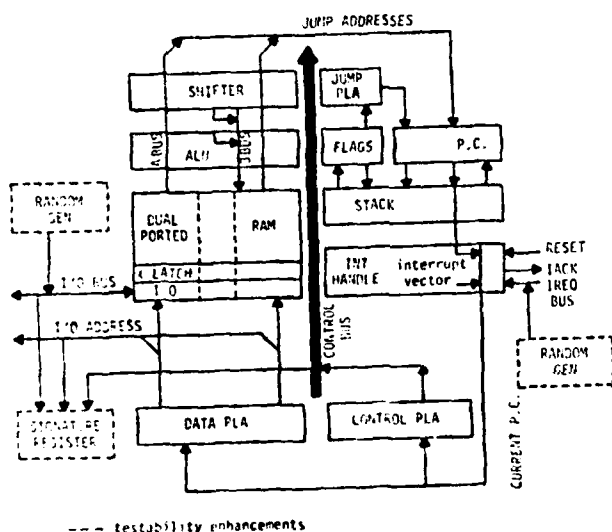 JUMP ADDRESSES
SHIFTER
JUMP
PLA
A BUS
ALU
FLAGS
P.C.
RANDOM
GEN
DUAL
PORTED
RAM
STACK
LATCH
I/O BUS
I O
INT
HANDLE
interrupt
vector
RESET
IACK
IREQ
BUS
I/O ADDRESS
CONTROL
BUS
RANDOM
GEN
SIGNATURE
REGISTER
DATA PLA
CONTROL PLA
CURRENT P.C.
--- testability enhancements